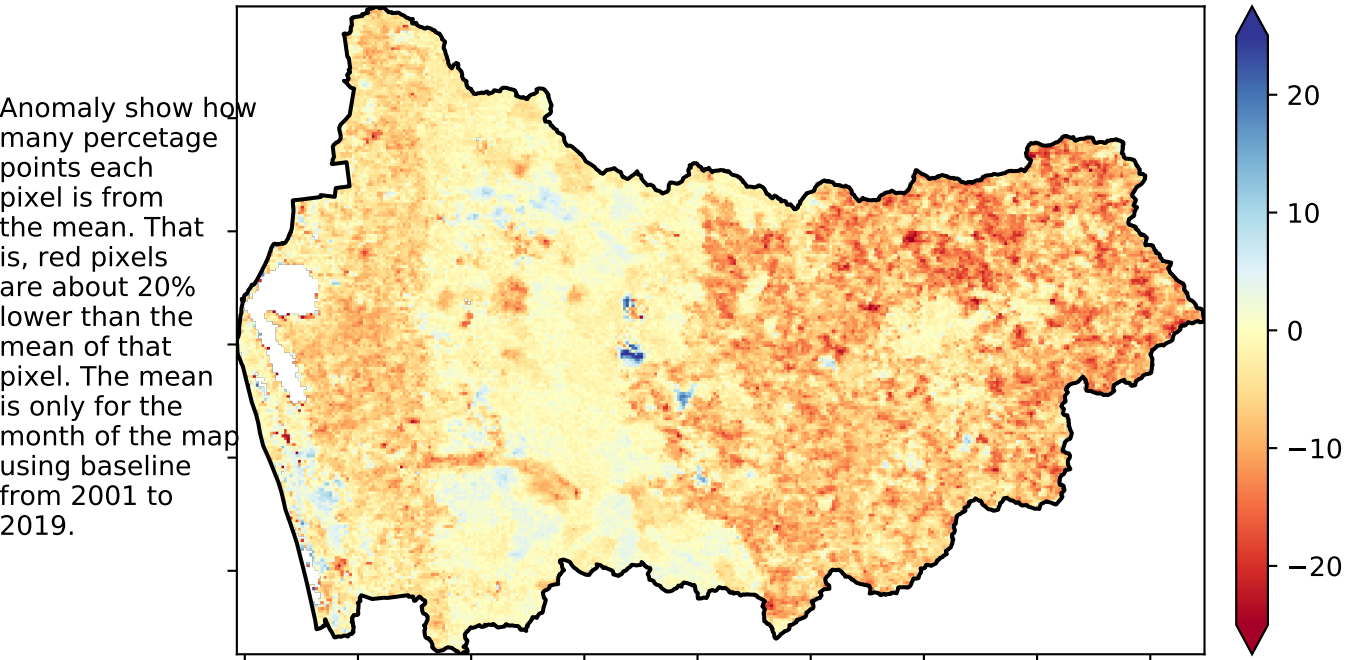 Anomaly show how
many percetage
points each
pixel is from
the mean. That
is, red pixels
are about 20%
lower than the
mean of that
pixel. The mean
is only for the
month of the map
using baseline
from 2001 to
2019.
20
10
0
−10
−20